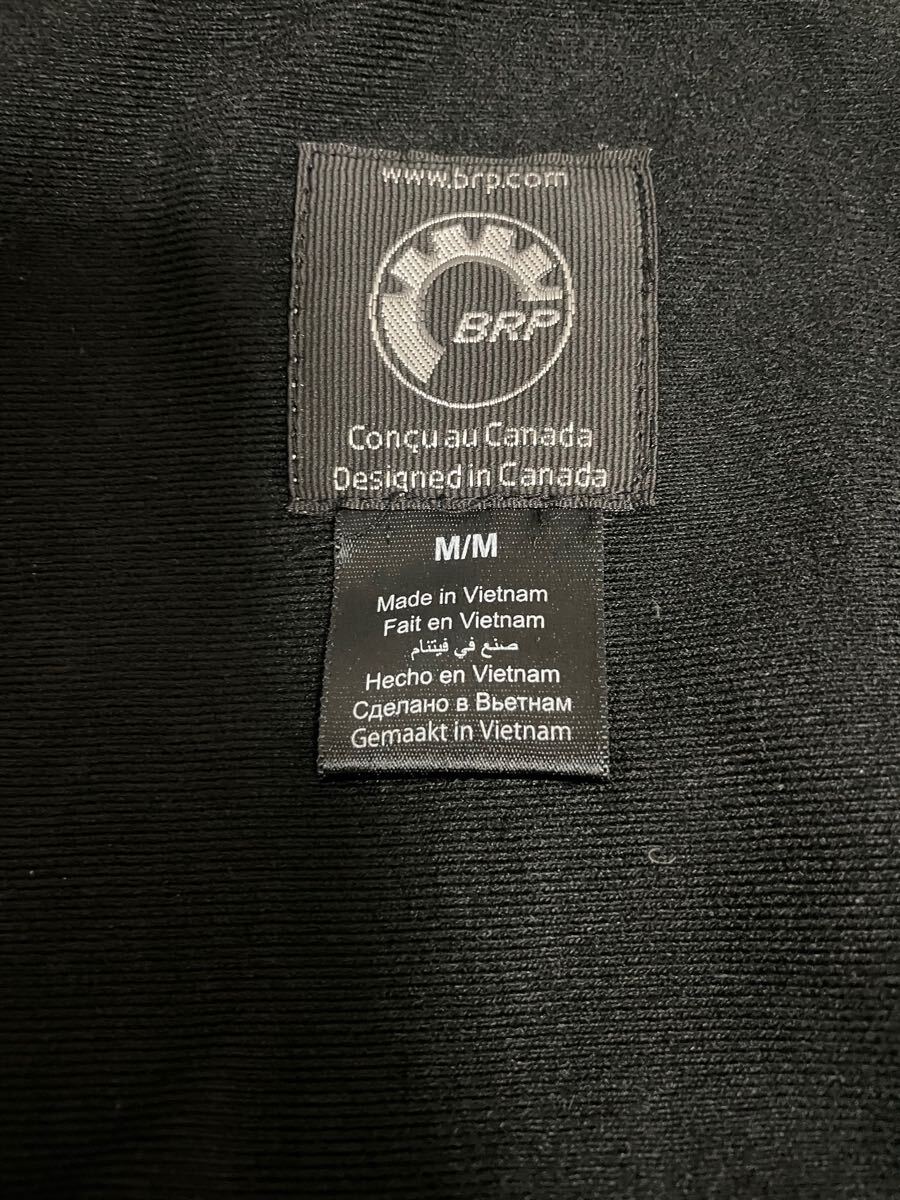 www.brp.com
BRP
Conçu au Canada
Designed in Canada
M/M
Made in Vietnam
Fait en Vietnam
صنع في فيتنام
Hecho en Vietnam
Сделано в Вьетнам
Gemaakt in Vietnam